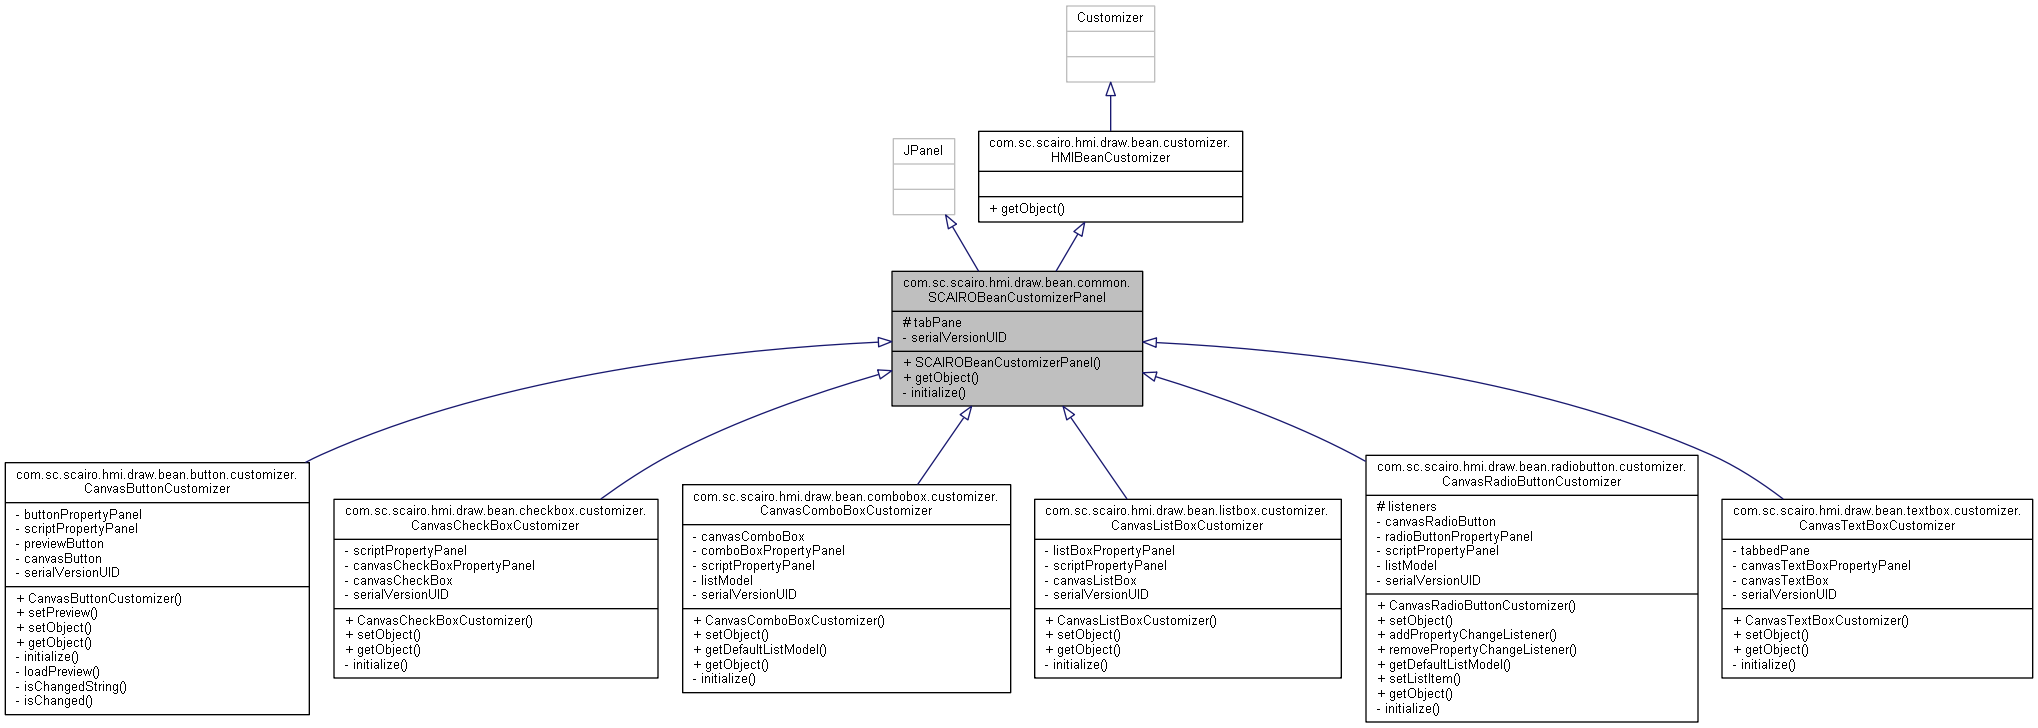 Customizer
com.sc.scairo.hmi.draw.bean.customizer.
HMIBeanCustomizer
+ getObject()
JPanel
com.sc.scairo.hmi.draw.bean.common.
SCAIROBeanCustomizerPanel
# tabPane
- serialVersionUID
+ SCAIROBeanCustomizerPanel()
+ getObject()
- initialize()
com.sc.scairo.hmi.draw.bean.button.customizer.
CanvasButtonCustomizer
- buttonPropertyPanel
- scriptPropertyPanel
- previewButton
- canvasButton
- serialVersionUID
+ CanvasButtonCustomizer()
+ setPreview()
+ setObject()
+ getObject()
- initialize()
- loadPreview()
- isChangedString()
- isChanged()
com.sc.scairo.hmi.draw.bean.checkbox.customizer.
CanvasCheckBoxCustomizer
- scriptPropertyPanel
- canvasCheckBoxPropertyPanel
- canvasCheckBox
- serialVersionUID
+ CanvasCheckBoxCustomizer()
+ setObject()
+ getObject()
- initialize()
com.sc.scairo.hmi.draw.bean.combobox.customizer.
CanvasComboBoxCustomizer
- canvasComboBox
- comboBoxPropertyPanel
- scriptPropertyPanel
- listModel
- serialVersionUID
+ CanvasComboBoxCustomizer()
+ setObject()
+ getDefaultListModel()
+ getObject()
- initialize()
com.sc.scairo.hmi.draw.bean.listbox.customizer.
CanvasListBoxCustomizer
- listBoxPropertyPanel
- scriptPropertyPanel
- canvasListBox
- serialVersionUID
+ CanvasListBoxCustomizer()
+ setObject()
+ getObject()
- initialize()
com.sc.scairo.hmi.draw.bean.radiobutton.customizer.
CanvasRadioButtonCustomizer
# listeners
- canvasRadioButton
- radioButtonPropertyPanel
- scriptPropertyPanel
- listModel
- serialVersionUID
+ CanvasRadioButtonCustomizer()
+ setObject()
+ addPropertyChangeListener()
+ removePropertyChangeListener()
+ getDefaultListModel()
+ setListItem()
+ getObject()
- initialize()
com.sc.scairo.hmi.draw.bean.textbox.customizer.
CanvasTextBoxCustomizer
- tabbedPane
- canvasTextBoxPropertyPanel
- canvasTextBox
- serialVersionUID
+ CanvasTextBoxCustomizer()
+ setObject()
+ getObject()
- initialize()